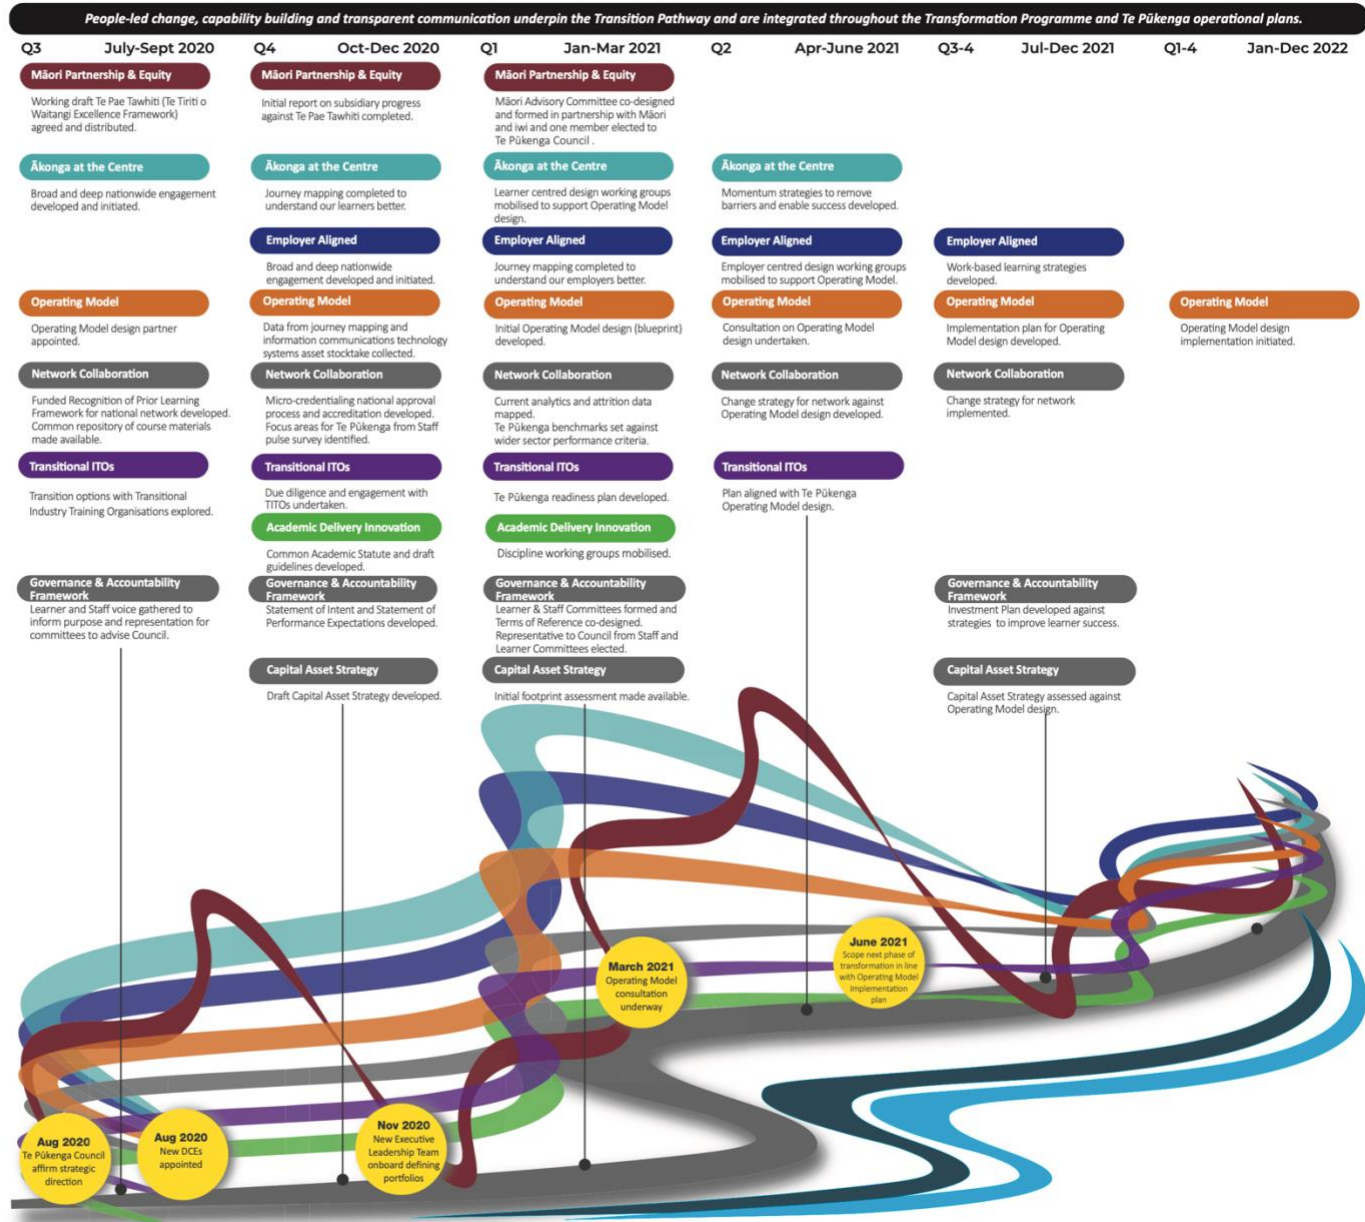 People-led change, capability building and transparent communication underpin the Transition Pathway and are integrated throughout the Transformation Programme and Te Pūkenga operational plans.
Q3 July-Sept 2020
Q4 Oct-Dec 2020
Q1 Jan-Mar 2021
Q2 Apr-June 2021
Q3-4 Jul-Dec 2021
Q1-4 Jan-Dec 2022
Māori Partnership & Equity
Working draft Te Pae Tawhiti (Te Tiriti o
Waitangi Excellence Framework)
agreed and distributed.
Māori Partnership & Equity
Initial report on subsidiary progress
against Te Pae Tawhiti completed.
Māori Partnership & Equity
Māori Advisory Committee co-designed
and formed in partnership with Māori
and iwi and one member elected to
Te Pūkenga Council .
Ākonga at the Centre
Broad and deep nationwide engagement
developed and initiated.
Ākonga at the Centre
Journey mapping completed to
understand our learners better.
Ākonga at the Centre
Learner centred design working groups
mobilised to support Operating Model
design.
Ākonga at the Centre
Momentum strategies to remove
barriers and enable success developed.
Employer Aligned
Broad and deep nationwide
engagement developed and initiated.
Employer Aligned
Journey mapping completed to
understand our employers better.
Employer Aligned
Employer centred design working groups
mobilised to support Operating Model.
Employer Aligned
Work-based learning strategies
developed.
Operating Model
Operating Model design partner
appointed.
Operating Model
Data from journey mapping and
information communications technology
systems asset stocktake collected.
Operating Model
Initial Operating Model design (blueprint)
developed.
Operating Model
Consultation on Operating Model
design undertaken.
Operating Model
Implementation plan for Operating
Model design developed.
Operating Model
Operating Model design
implementation initiated.
Network Collaboration
Funded Recognition of Prior Learning
Framework for national network developed.
Common repository of course materials
made available.
Network Collaboration
Micro-credentialing national approval
process and accreditation developed.
Focus areas for Te Pūkenga from Staff
pulse survey identified.
Network Collaboration
Current analytics and attrition data
mapped.
Te Pūkenga benchmarks set against
wider sector performance criteria.
Network Collaboration
Change strategy for network against
Operating Model design developed.
Network Collaboration
Change strategy for network
implemented.
Transitional ITOs
Transition options with Transitional
Industry Training Organisations explored.
Transitional ITOs
Due diligence and engagement with
TITOs undertaken.
Transitional ITOs
Te Pūkenga readiness plan developed.
Transitional ITOs
Plan aligned with Te Pūkenga
Operating Model design.
Academic Delivery Innovation
Common Academic Statute and draft
guidelines developed.
Academic Delivery Innovation
Discipline working groups mobilised.
Governance & Accountability
Framework
Learner and Staff voice gathered to
inform purpose and representation for
committees to advise Council.
Governance & Accountability
Framework
Statement of Intent and Statement of
Performance Expectations developed.
Governance & Accountability
Framework
Learner & Staff Committees formed and
Terms of Reference co-designed.
Representative to Council from Staff and
Learner Committees elected.
Governance & Accountability
Framework
Investment Plan developed against
strategies to improve learner success.
Capital Asset Strategy
Draft Capital Asset Strategy developed.
Capital Asset Strategy
Initial footprint assessment made available.
Capital Asset Strategy
Capital Asset Strategy assessed against
Operating Model design.
Aug 2020
Te Pūkenga Council
affirm strategic
direction
Aug 2020
New DCEs
appointed
Nov 2020
New Executive
Leadership Team
onboard defining
portfolios
March 2021
Operating Model
consultation
underway
June 2021
Scope next phase of
transformation in line
with Operating Model
Implementation
plan